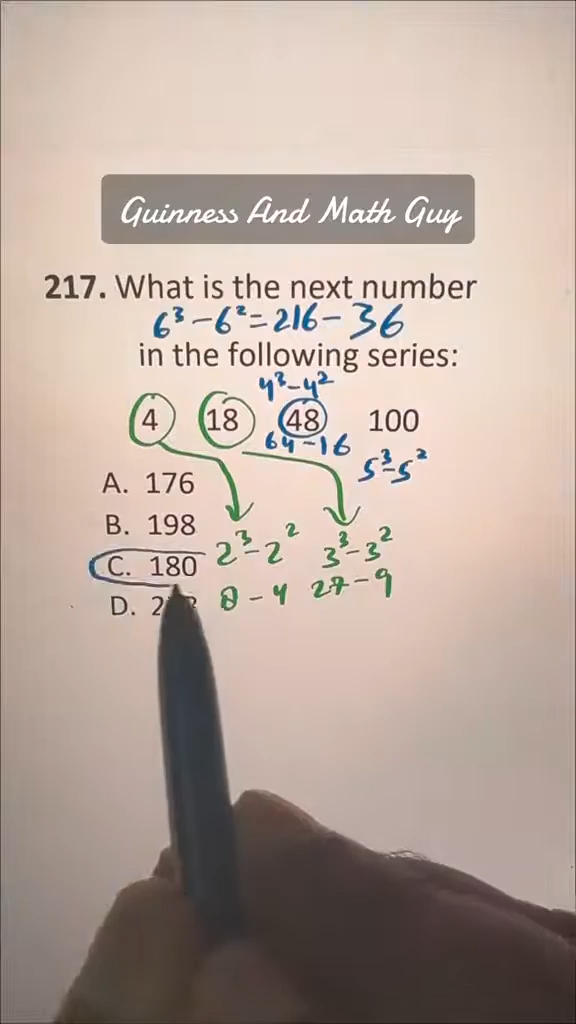 Guinness And Math Guy
217. What is the next number
6³ - 6² = 216 - 36
in the following series:
4³ - 4²
4 18 48 100
64 - 16
5³ - 5²
A. 176
B. 198
2³ - 2² 3³ - 3²
C. 180
8 - 4 27 - 9
D. 2